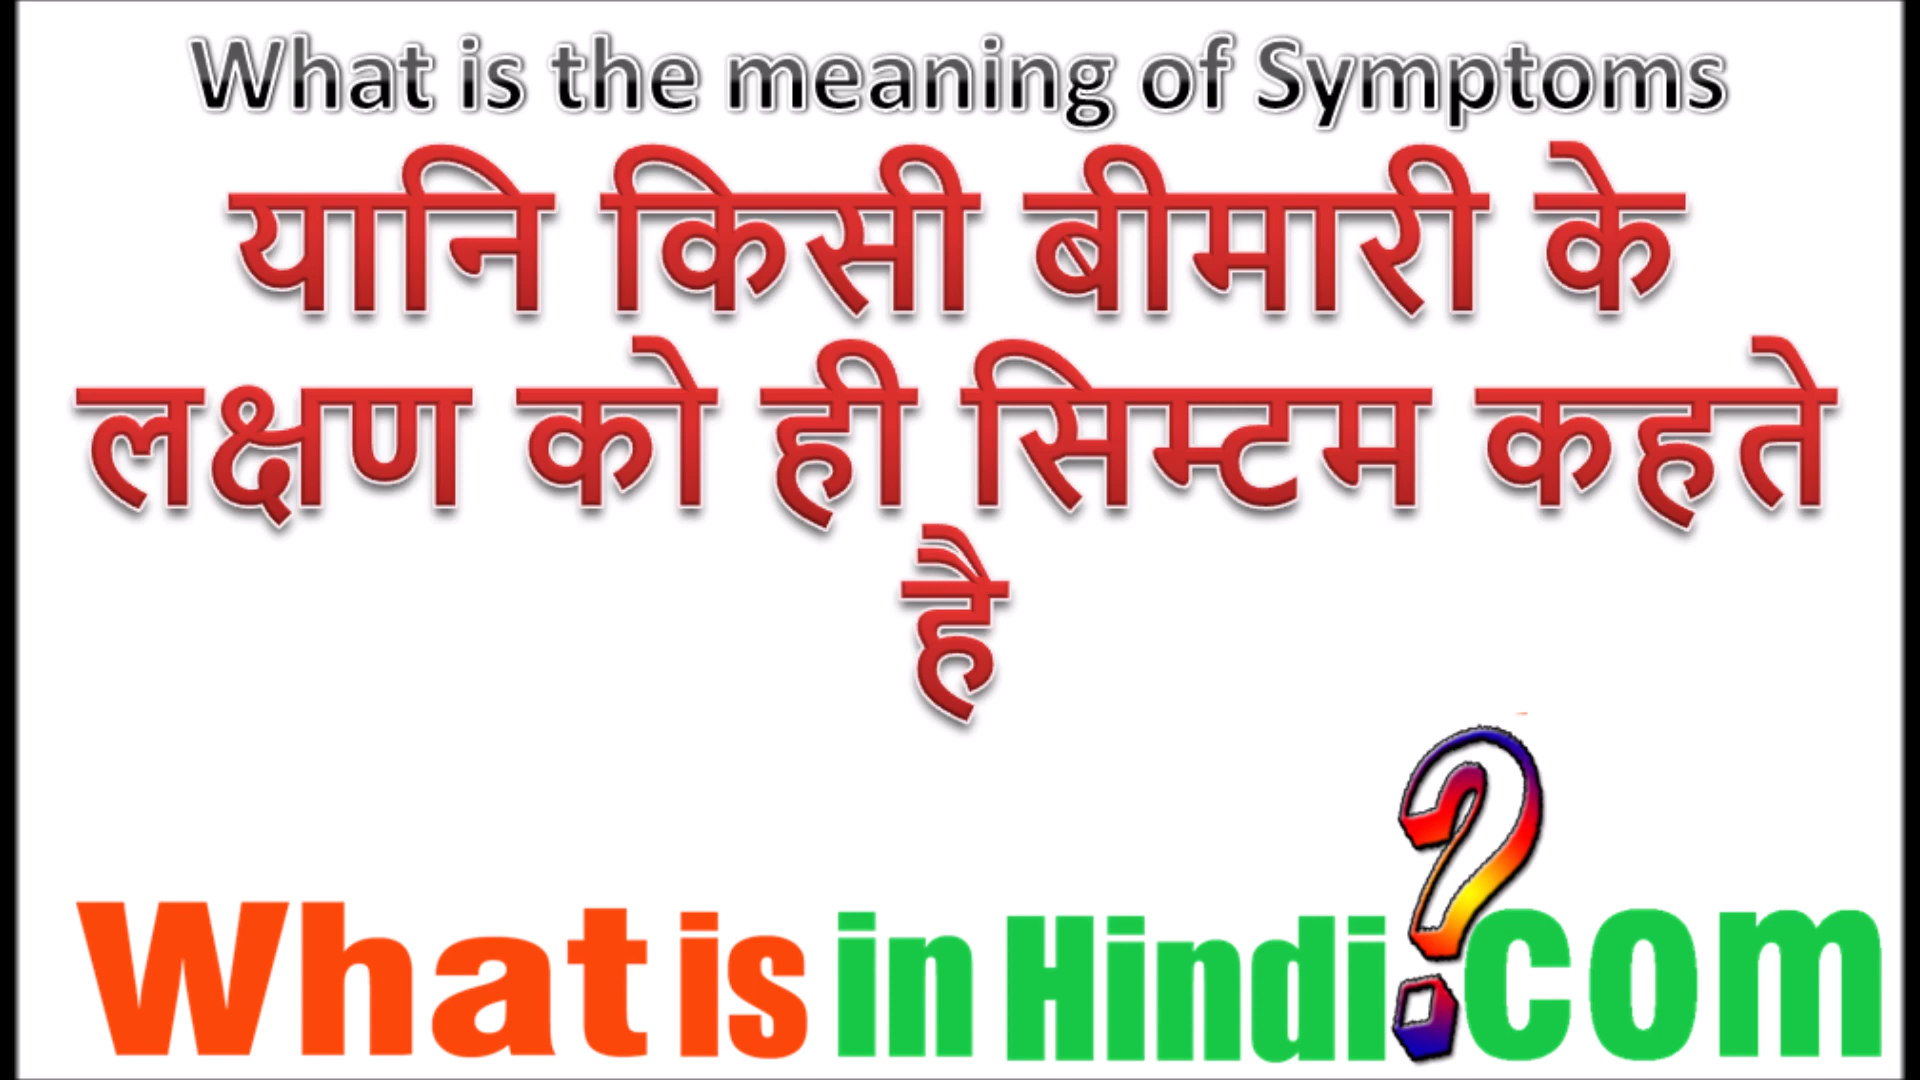 What is the meaning of Symptoms
यानि किसी बीमारी के
लक्षण को ही सिम्टम कहते
है
What is in Hindi?com